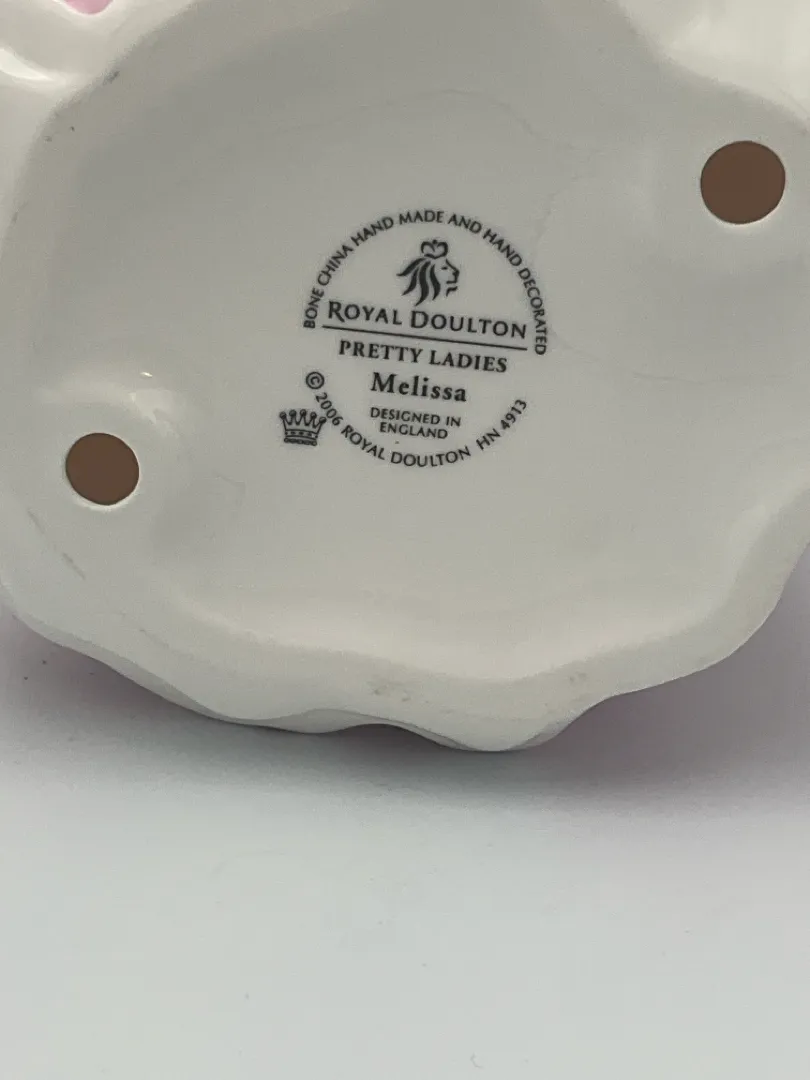 BONE CHINA HAND MADE AND HAND DECORATED
ROYAL DOULTON
PRETTY LADIES
Melissa
DESIGNED IN
ENGLAND
© 2006 ROYAL DOULTON HN 4913